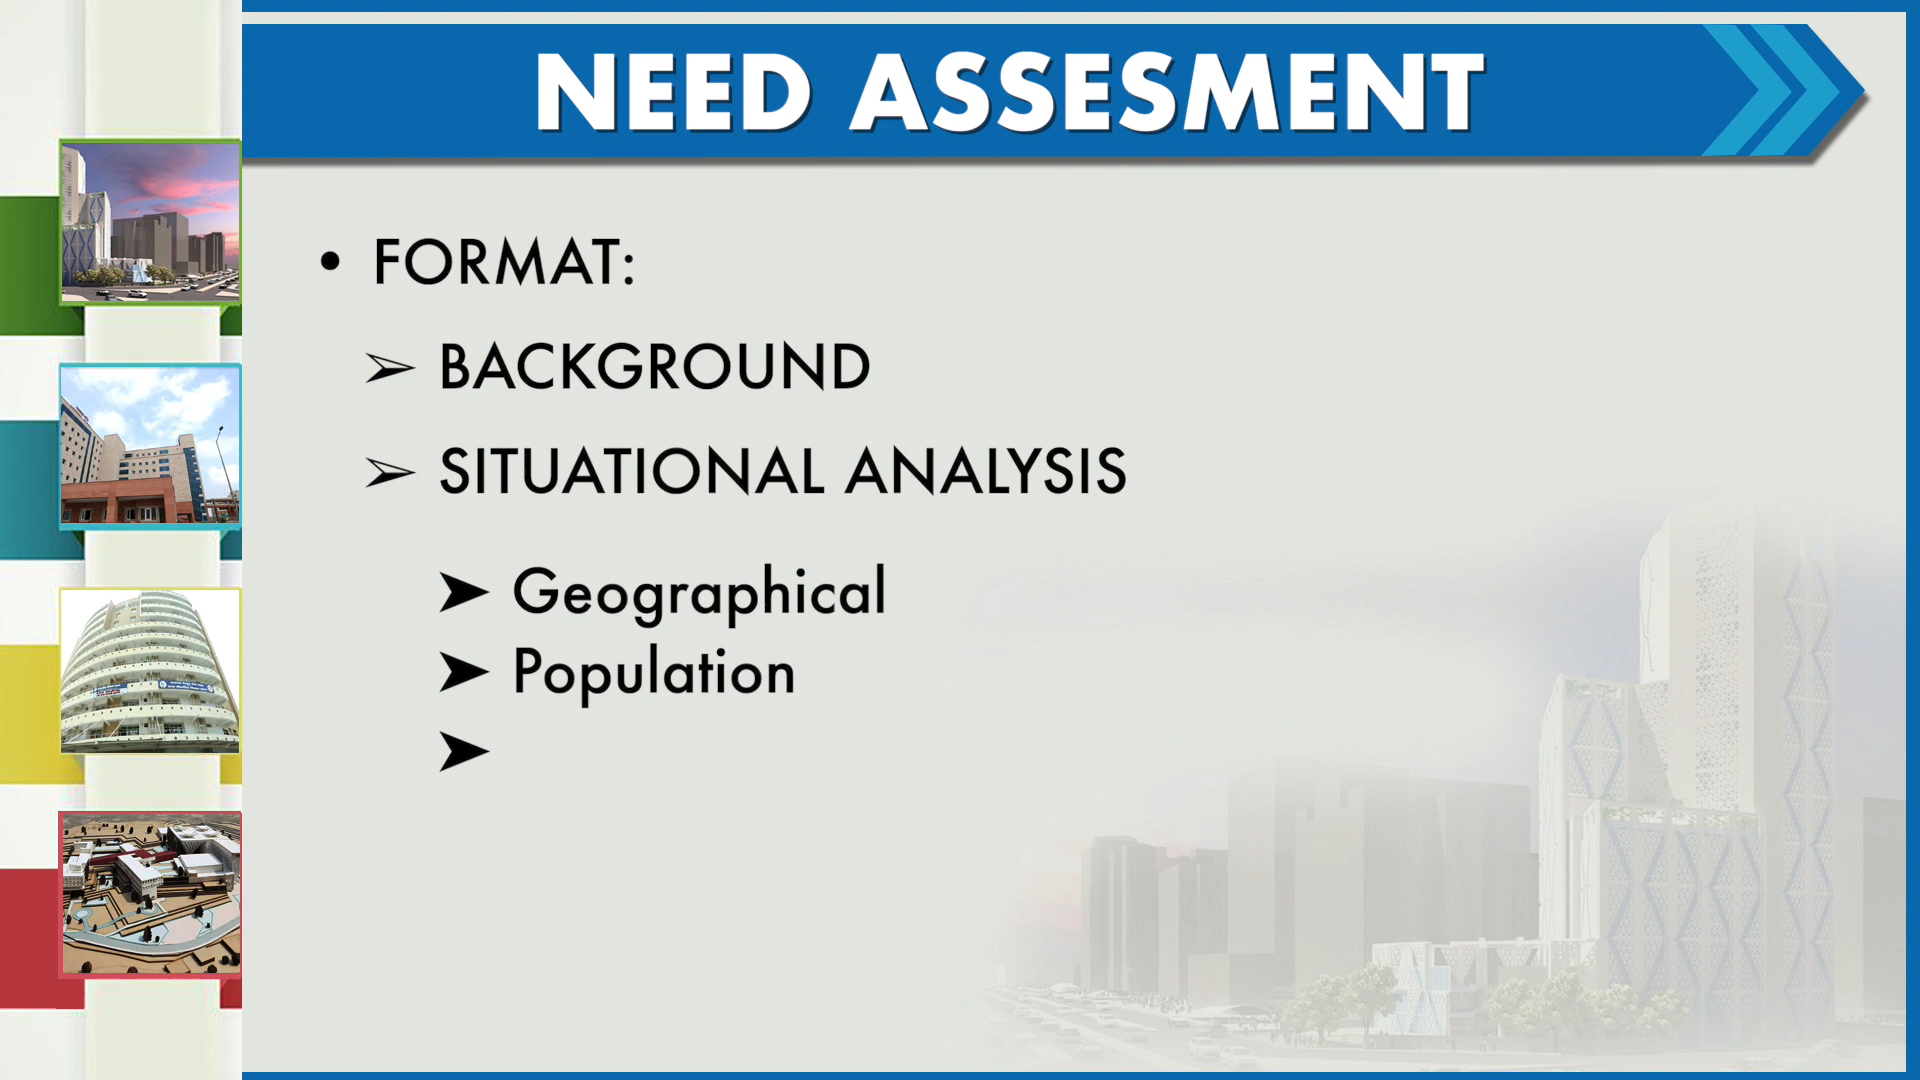 NEED ASSESMENT
• FORMAT:
➢ BACKGROUND
➢ SITUATIONAL ANALYSIS
➤ Geographical
➤ Population
➤